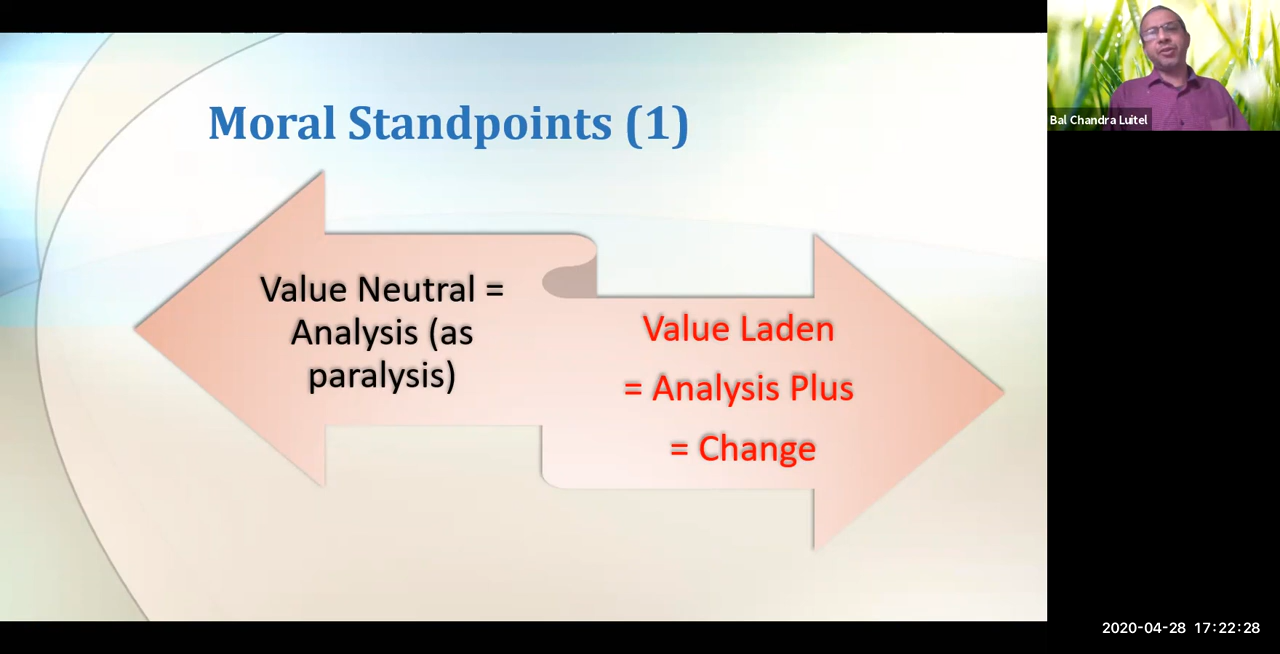 Moral Standpoints (1)
Value Neutral =
Analysis (as
paralysis)
Value Laden
= Analysis Plus
= Change
Bal Chandra Luitel
2020-04-28 17:22:28